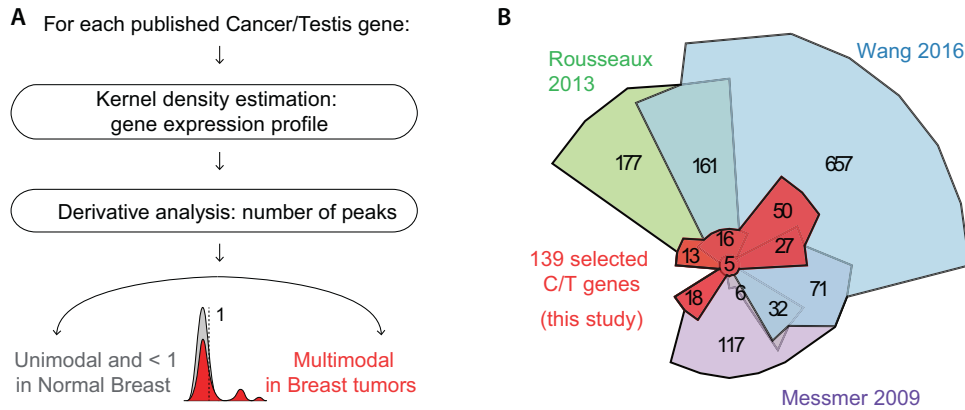 A
For each published Cancer/Testis gene:
Kernel density estimation:
gene expression profile
Derivative analysis: number of peaks
1
Unimodal and < 1
in Normal Breast
Multimodal
in Breast tumors
B
Rousseaux
2013
Wang 2016
177
161
657
50
16
27
13
5
139 selected
C/T genes
(this study)
18
6
71
32
117
Messmer 2009